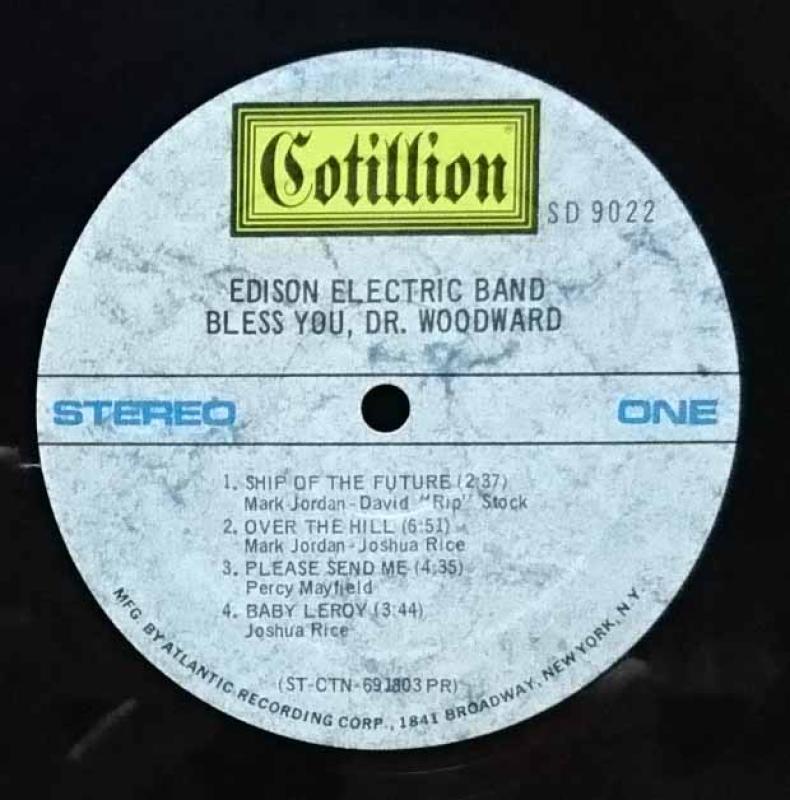 Cotillion
SD 9022
EDISON ELECTRIC BAND
BLESS YOU, DR. WOODWARD
STEREO
ONE
1. SHIP OF THE FUTURE (2:37)
Mark Jordan-David "Rip" Stock
2. OVER THE HILL (6:51)
Mark Jordan-Joshua Rice
3. PLEASE SEND ME (4:35)
Percy Mayfield
4. BABY LEROY (3:44)
Joshua Rice
(ST-CTN-691803 PR)
MFG. BY ATLANTIC RECORDING CORP., 1841 BROADWAY, NEW YORK, N.Y.